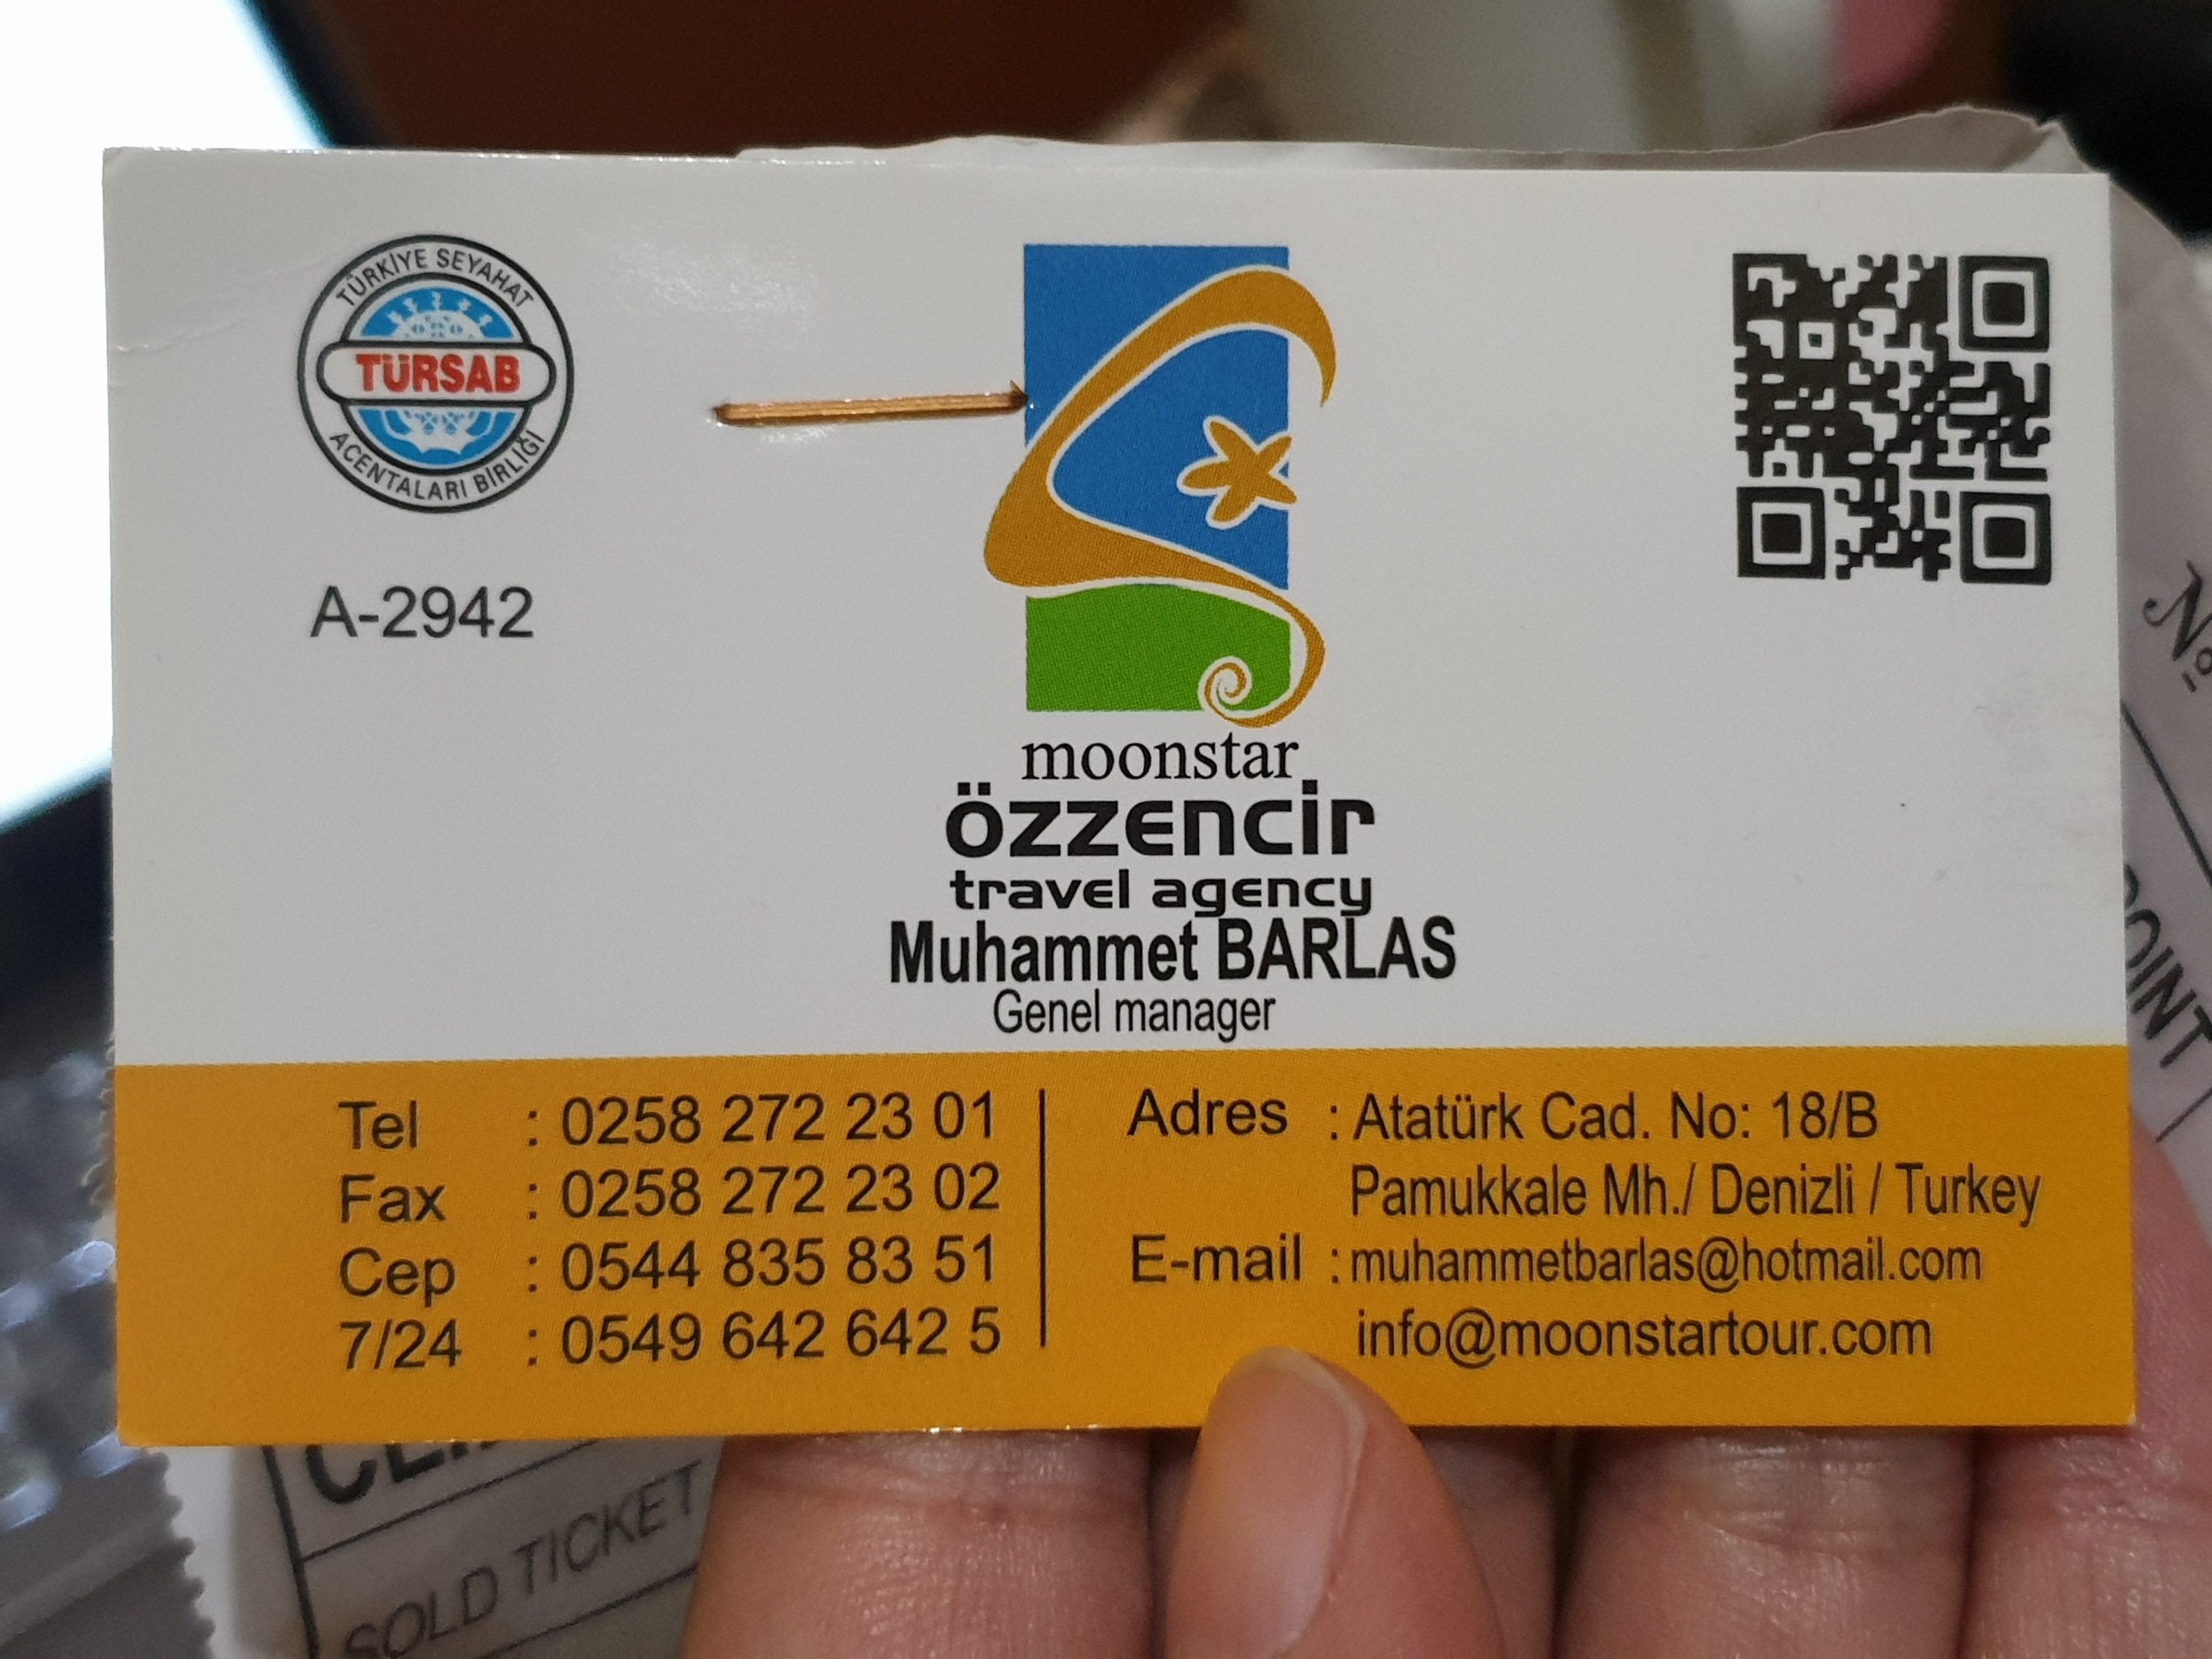 TÜRKİYE SEYAHAT
TÜRSAB
ACENTALARI BİRLİĞİ
A-2942
moonstar
özzencir
travel agency
Muhammet BARLAS
Genel manager
Tel : 0258 272 23 01
Fax : 0258 272 23 02
Cep : 0544 835 83 51
7/24 : 0549 642 642 5
Adres : Atatürk Cad. No: 18/B
Pamukkale Mh./ Denizli / Turkey
E-mail : muhammetbarlas@hotmail.com
info@moonstartour.com
Nº
POINT
SOLD TICKET